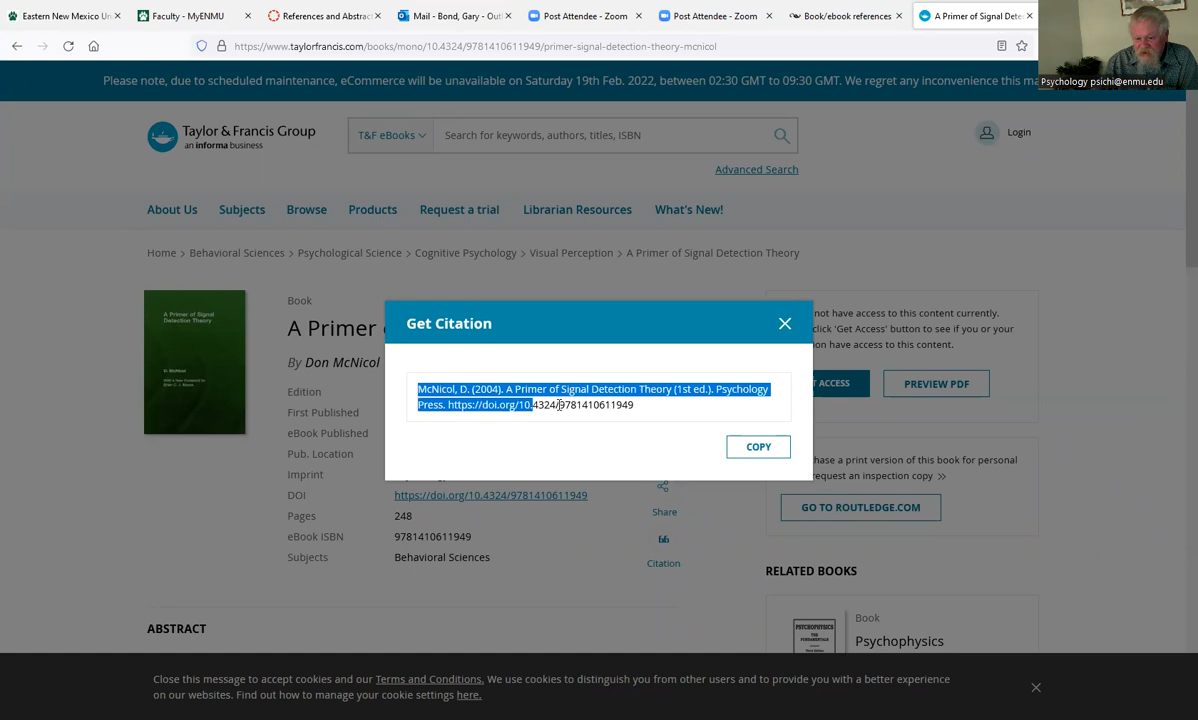 Eastern New Mexico Un
Faculty - MyENMU
References and Abstrac
Mail - Bond, Gary - Out
Post Attendee - Zoom
Post Attendee - Zoom
Book/ebook references
A Primer of Signal Dete
https://www.taylorfrancis.com/books/mono/10.4324/9781410611949/primer-signal-detection-theory-mcnicol
Psychology psichi@enmu.edu
Please note, due to scheduled maintenance, eCommerce will be unavailable on Saturday 19th Feb. 2022, between 02:30 GMT to 09:30 GMT. We regret any inconvenience this ma
Taylor & Francis Group
an informa business
T&F eBooks
Search for keywords, authors, titles, ISBN
Login
Advanced Search
About Us
Subjects
Browse
Products
Request a trial
Librarian Resources
What's New!
Home > Behavioral Sciences > Psychological Science > Cognitive Psychology > Visual Perception > A Primer of Signal Detection Theory
A Primer of Signal
Detection Theory
Book
A Primer
By Don McNicol
Edition
First Published
eBook Published
Pub. Location
Imprint
DOI
https://doi.org/10.4324/9781410611949
Pages
248
eBook ISBN
9781410611949
Subjects
Behavioral Sciences
Get Citation
McNicol, D. (2004). A Primer of Signal Detection Theory (1st ed.). Psychology
Press. https://doi.org/10.4324/9781410611949
COPY
Share
Citation
not have access to this content currently.
click 'Get Access' button to see if you or your
on have access to this content.
ACCESS
PREVIEW PDF
hase a print version of this book for personal
request an inspection copy >>
GO TO ROUTLEDGE.COM
RELATED BOOKS
PSYCHOPHYSICS
Book
Psychophysics
ABSTRACT
Close this message to accept cookies and our Terms and Conditions. We use cookies to distinguish you from other users and to provide you with a better experience
on our websites. Find out how to manage your cookie settings here.